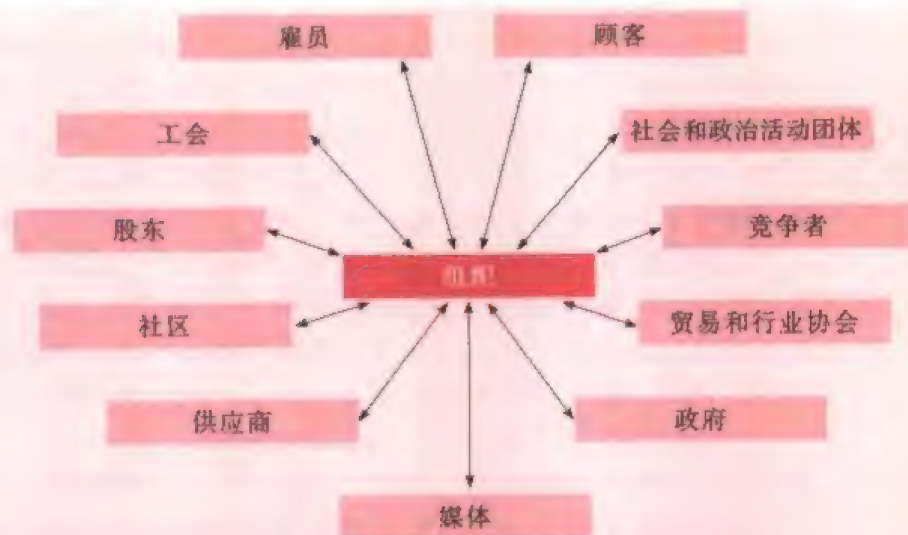 雇员
顾客
工会
社会和政治活动团体
股东
竞争者
组织
社区
贸易和行业协会
供应商
政府
媒体